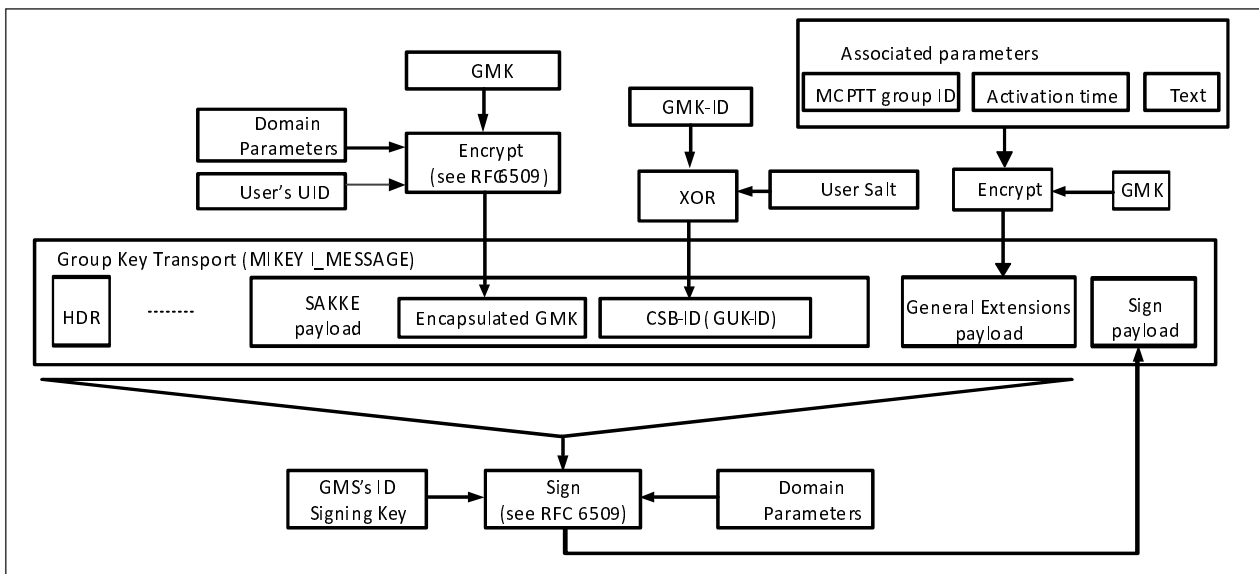 GMK
Domain
Parameters
User's UID
Encrypt
(see RFC6509)
GMK-ID
XOR
User Salt
Associated parameters
MCPTT group ID
Activation time
Text
Encrypt
GMK
Group Key Transport (MIKEY I_MESSAGE)
HDR
........
SAKKE
payload
Encapsulated GMK
CSB-ID( GUK-ID)
General Extensions
payload
Sign
payload
GMS's ID
Signing Key
Sign
(see RFC 6509)
Domain
Parameters